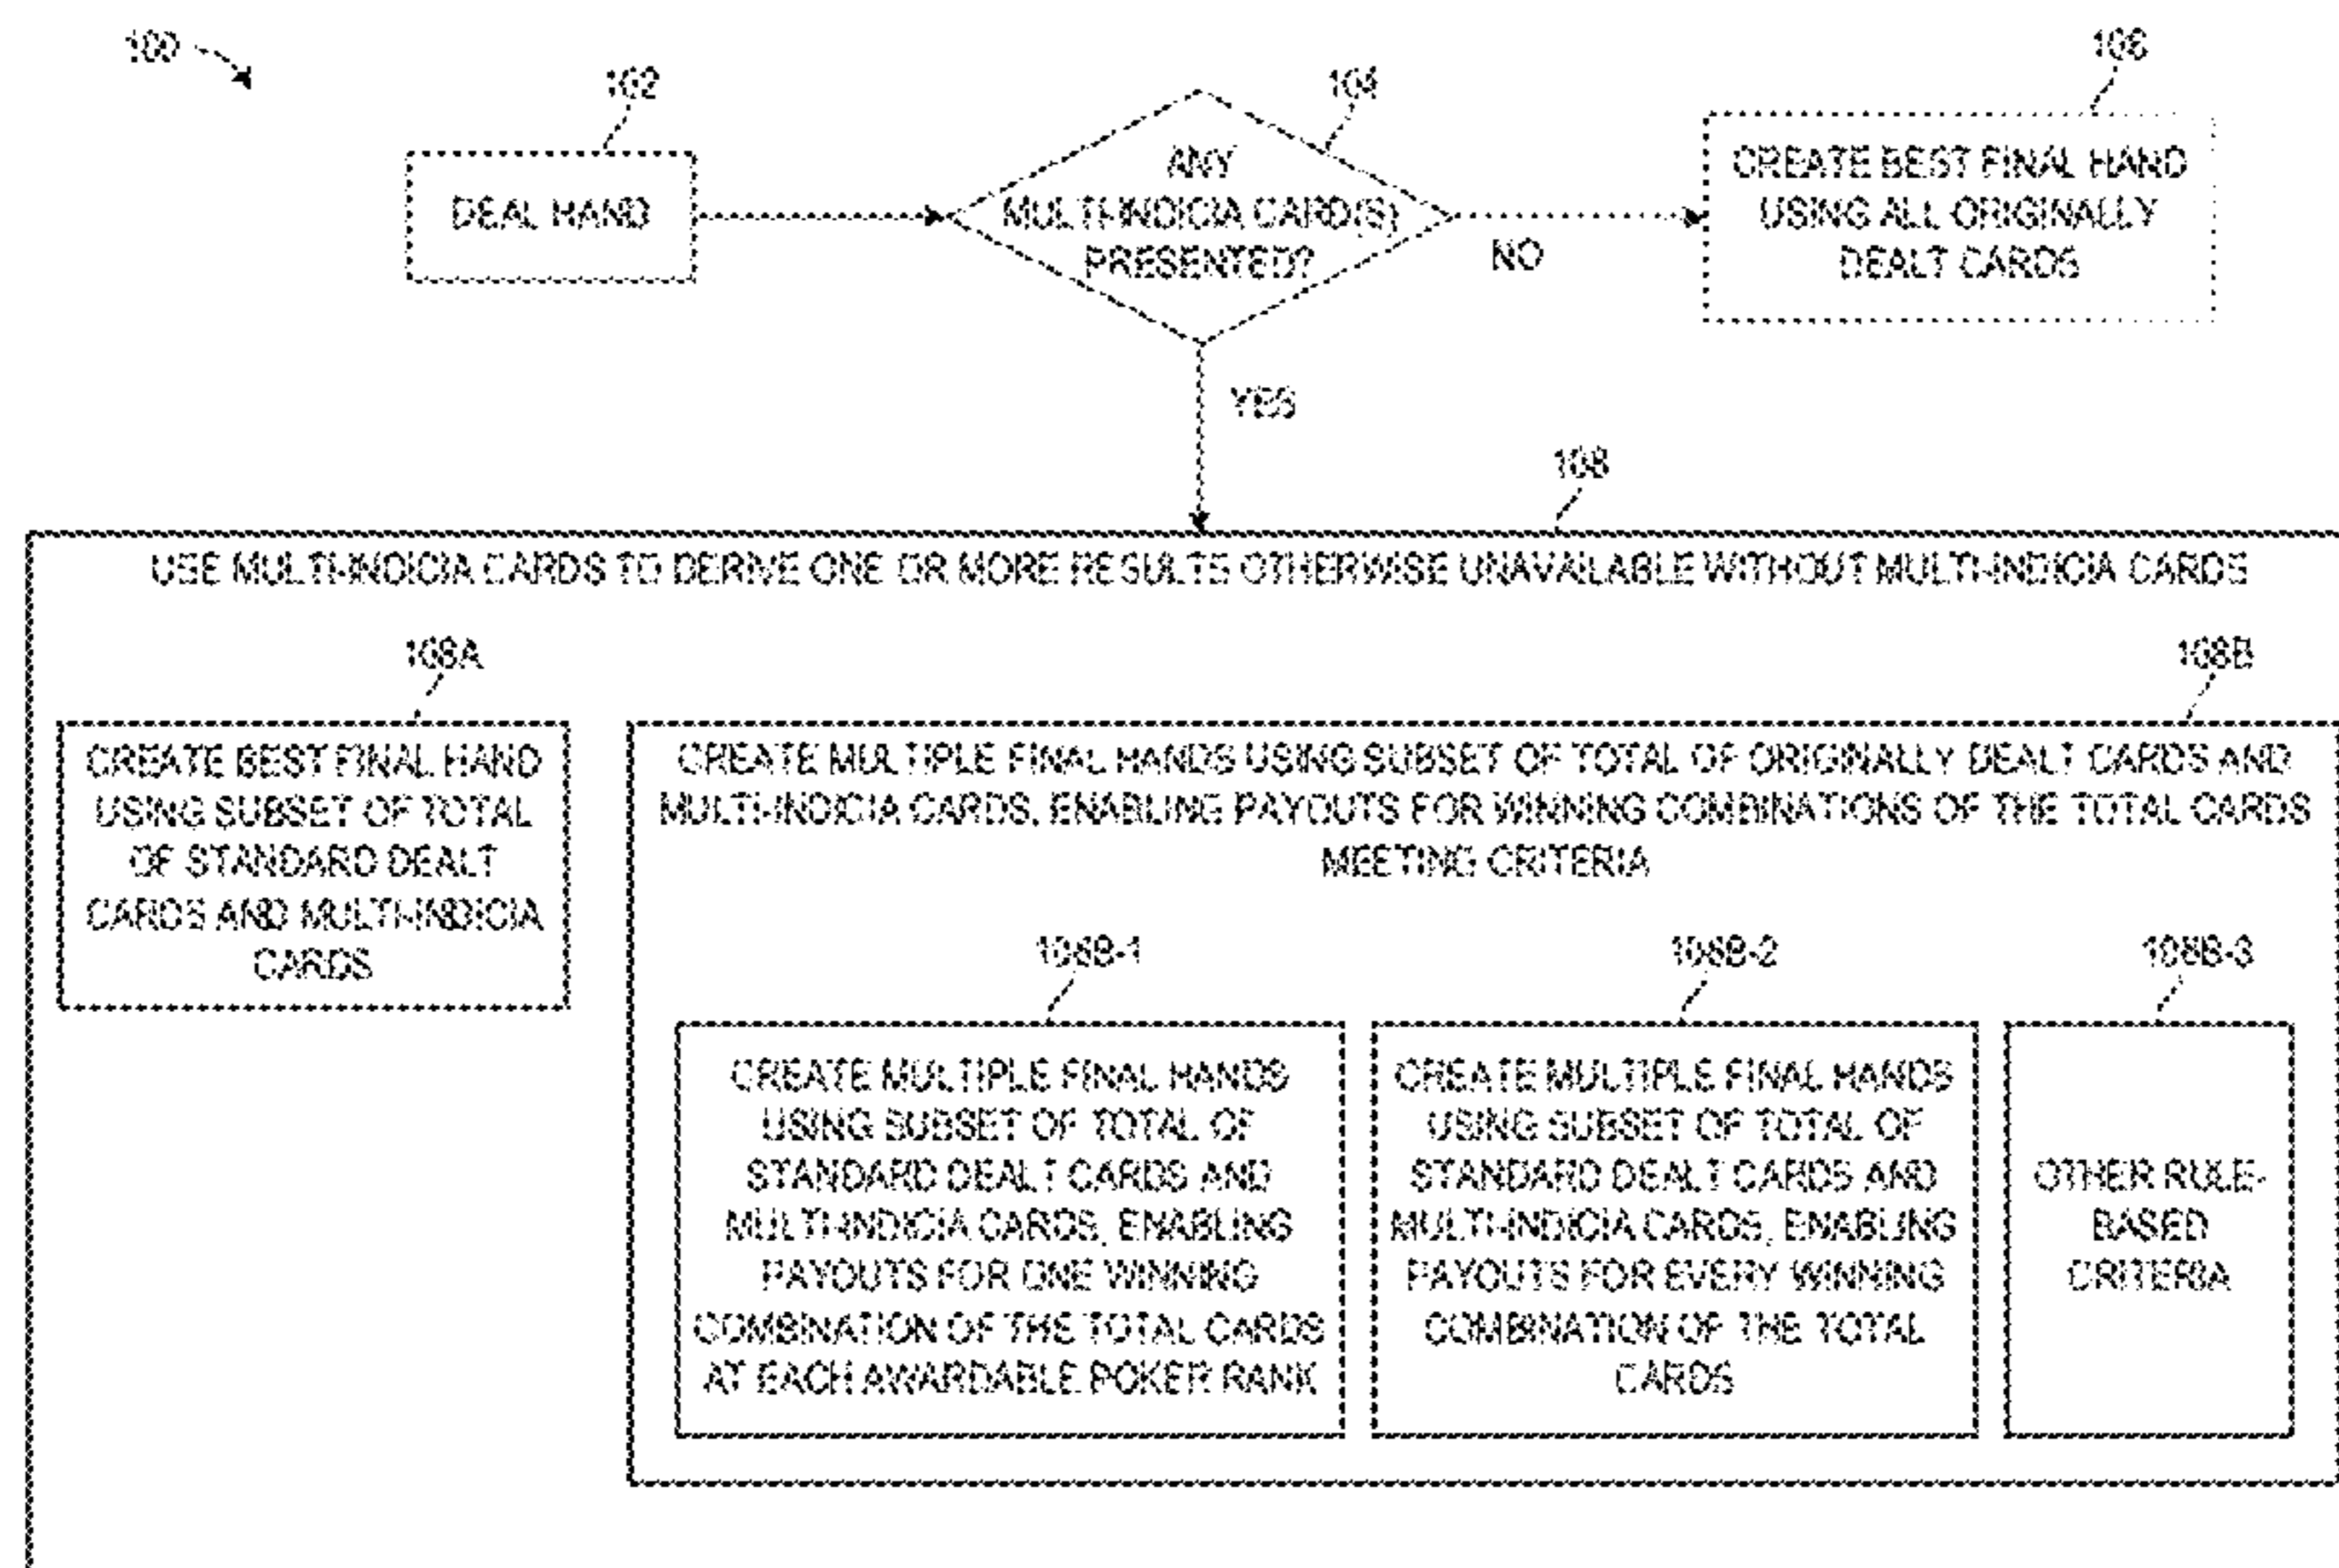 100
102
104
106
DEAL HAND
ANY
MULTI-INDICIA CARD(S)
PRESENTED?
NO
CREATE BEST FINAL HAND
USING ALL ORIGINALLY
DEALT CARDS
YES
108
USE MULTI-INDICIA CARDS TO DERIVE ONE OR MORE RESULTS OTHERWISE UNAVAILABLE WITHOUT MULTI-INDICIA CARDS
108A
108B
CREATE BEST FINAL HAND
USING SUBSET OF TOTAL
OF STANDARD DEALT
CARDS AND MULTI-INDICIA
CARDS
CREATE MULTIPLE FINAL HANDS USING SUBSET OF TOTAL OF ORIGINALLY DEALT CARDS AND
MULTI-INDICIA CARDS, ENABLING PAYOUTS FOR WINNING COMBINATIONS OF THE TOTAL CARDS
MEETING CRITERIA
108B-1
108B-2
108B-3
CREATE MULTIPLE FINAL HANDS
USING SUBSET OF TOTAL OF
STANDARD DEALT CARDS AND
MULTI-INDICIA CARDS, ENABLING
PAYOUTS FOR ONE WINNING
COMBINATION OF THE TOTAL CARDS
AT EACH AWARDABLE POKER RANK
CREATE MULTIPLE FINAL HANDS
USING SUBSET OF TOTAL OF
STANDARD DEALT CARDS AND
MULTI-INDICIA CARDS, ENABLING
PAYOUTS FOR EVERY WINNING
COMBINATION OF THE TOTAL
CARDS
OTHER RULE-
BASED
CRITERIA